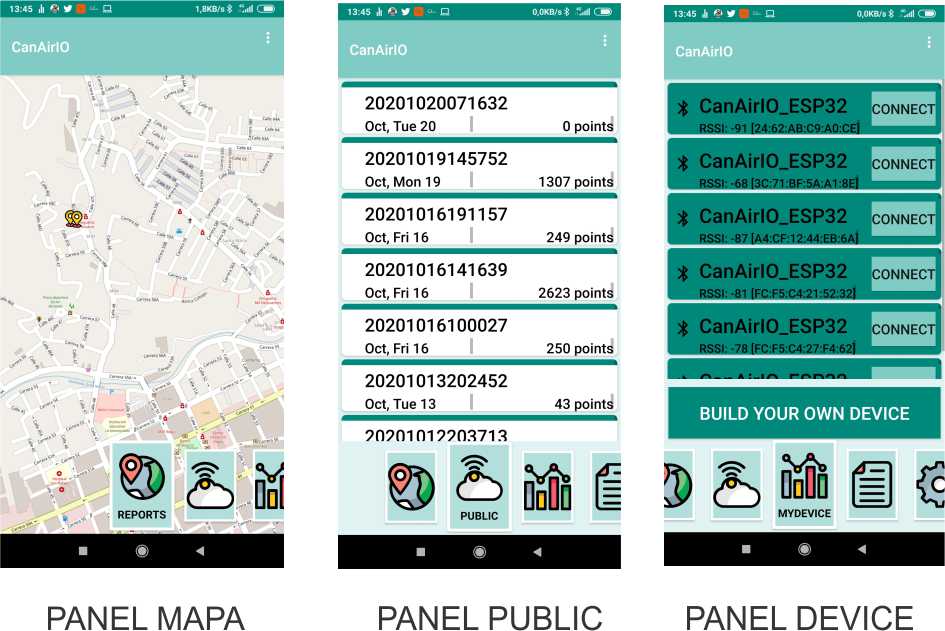 13:45
1,8KB/s
CanAirIO
REPORTS
PANEL MAPA
13:45
0,0KB/s
CanAirIO
20201020071632
Oct, Tue 20 0 points
20201019145752
Oct, Mon 19 1307 points
20201016191157
Oct, Fri 16 249 points
20201016141639
Oct, Fri 16 2623 points
20201016100027
Oct, Fri 16 250 points
20201013202452
Oct, Tue 13 43 points
20201012203713
PUBLIC
PANEL PUBLIC
13:45
0,0KB/s
CanAirIO
CanAirIO_ESP32 CONNECT
RSSI: -91 [24:62:AB:C9:A0:CE]
CanAirIO_ESP32 CONNECT
RSSI: -68 [3C:71:BF:5A:A1:8E]
CanAirIO_ESP32 CONNECT
RSSI: -87 [A4:CF:12:44:EB:6A]
CanAirIO_ESP32 CONNECT
RSSI: -81 [FC:F5:C4:21:52:32]
CanAirIO_ESP32 CONNECT
RSSI: -78 [FC:F5:C4:27:F4:62]
CanAirIO_ESP32
BUILD YOUR OWN DEVICE
MYDEVICE
PANEL DEVICE